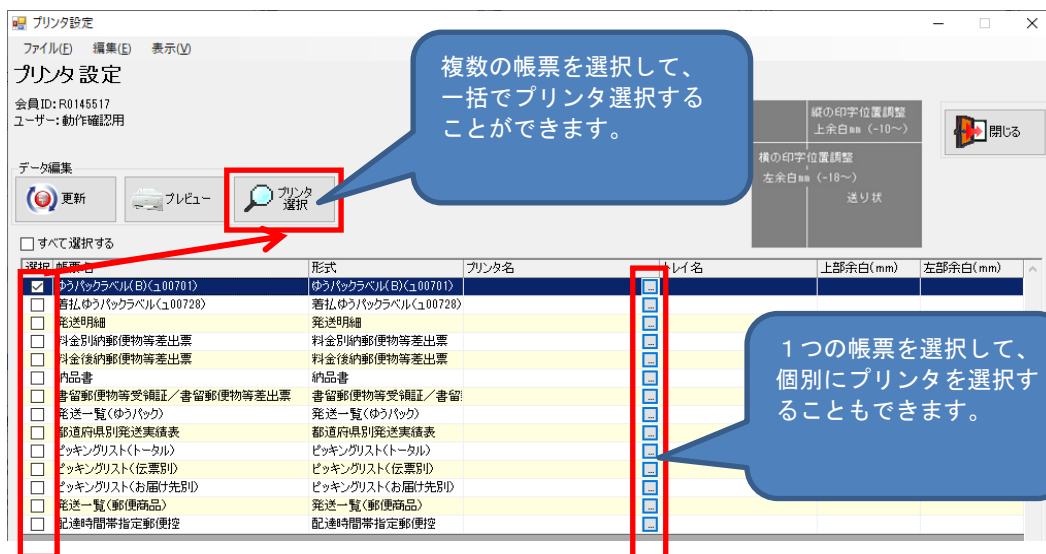 プリンタ設定
ファイル(F) 編集(E) 表示(V)
プリンタ設定
会員ID:R0145517
ユーザー:動作確認用
複数の帳票を選択して、
一括でプリンタ選択する
ことができます。
縦の印字位置調整
上余白mm (-10～)
横の印字位置調整
左余白mm (-18～)
送り状
閉じる
データ編集
更新 プレビュー プリンタ
選択
すべて選択する
選択 帳票名 形式 プリンタ名 トレイ名 上部余白(mm) 左部余白(mm)
ゆうパックラベル(B)(ュ00701) ゆうパックラベル(B)(ュ00701) ...
着払ゆうパックラベル(ュ00728) 着払ゆうパックラベル(ュ00728) ...
発送明細 発送明細 ...
料金別納郵便物等差出票 料金別納郵便物等差出票 ...
料金後納郵便物等差出票 料金後納郵便物等差出票 ...
納品書 納品書 ...
書留郵便物等受領証／書留郵便物等差出票 書留郵便物等受領証／書留 ...
発送一覧(ゆうパック) 発送一覧(ゆうパック) ...
都道府県別発送実績表 都道府県別発送実績表 ...
ピッキングリスト(トータル) ピッキングリスト(トータル) ...
ピッキングリスト(伝票別) ピッキングリスト(伝票別) ...
ピッキングリスト(お届け先別) ピッキングリスト(お届け先別) ...
発送一覧(郵便商品) 発送一覧(郵便商品) ...
配達時間帯指定郵便控 配達時間帯指定郵便控 ...
１つの帳票を選択して、
個別にプリンタを選択す
ることもできます。